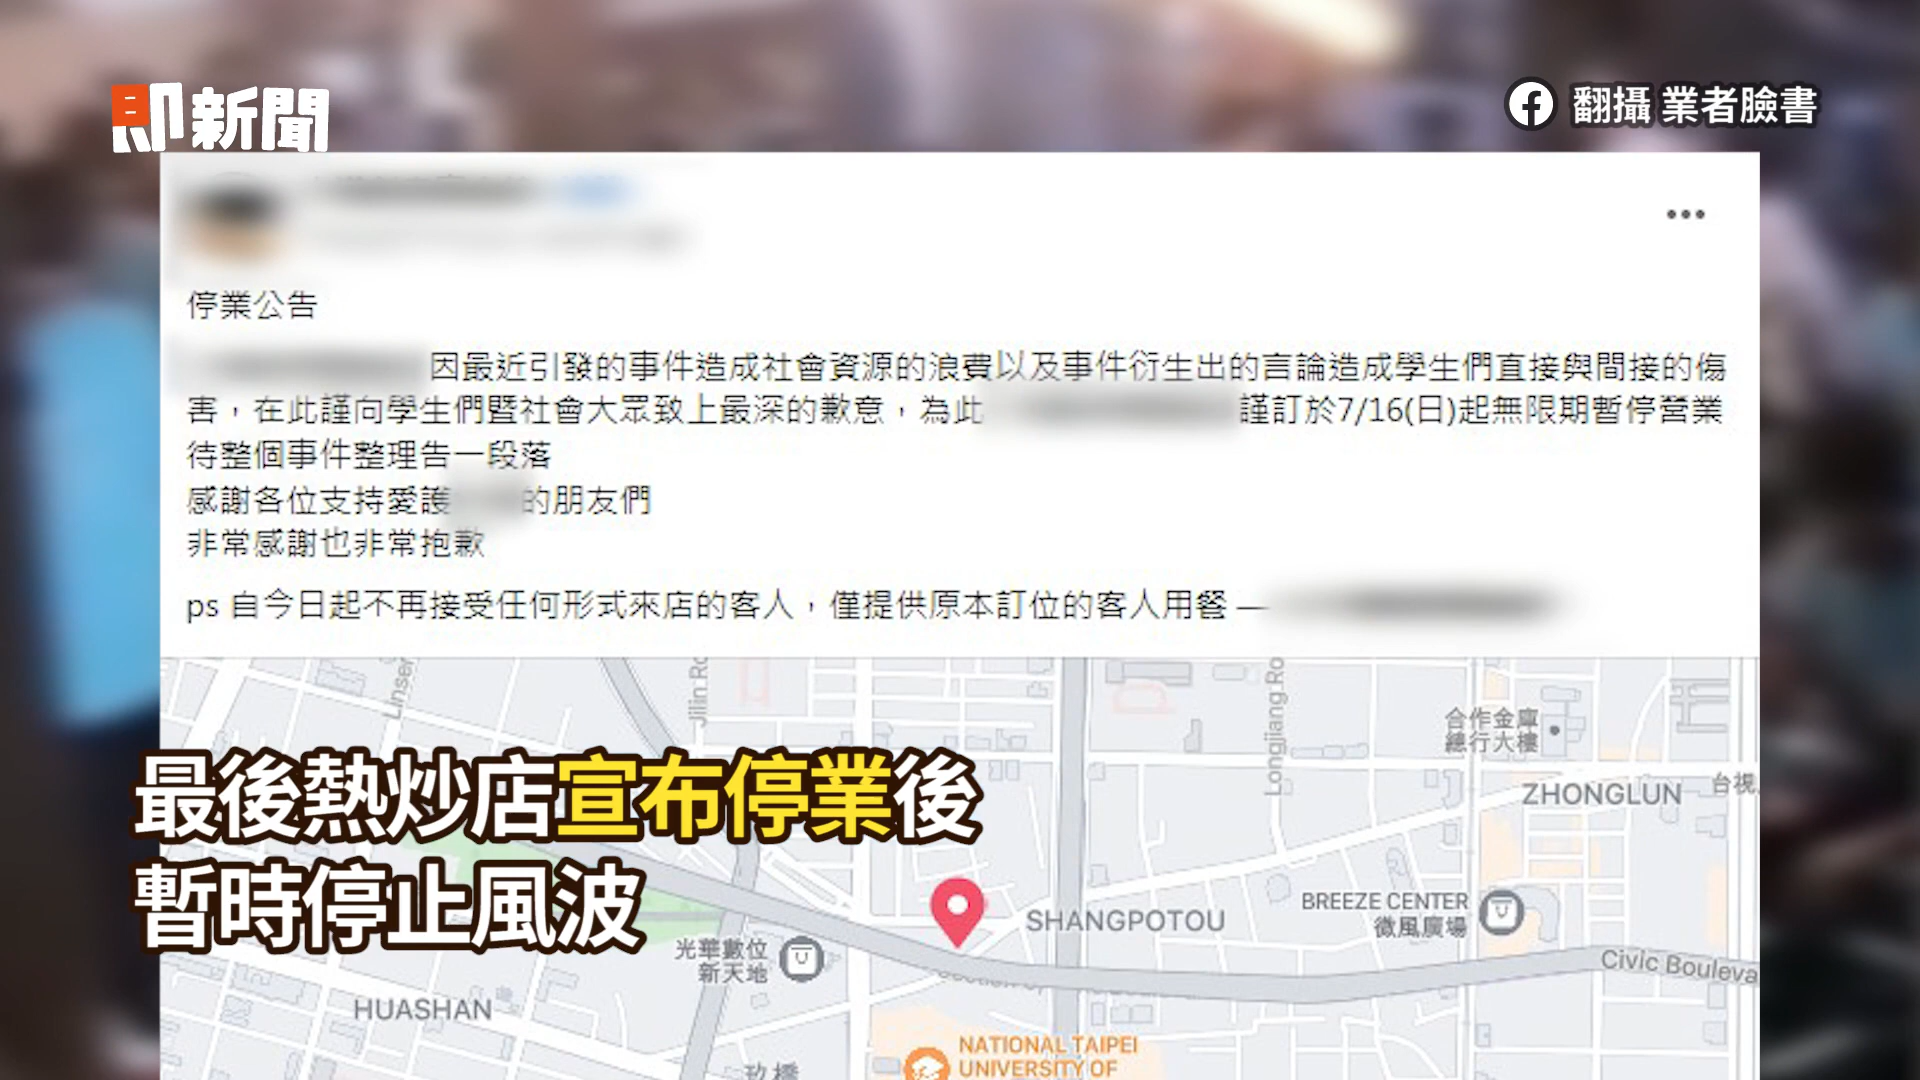 即新聞
翻攝 業者臉書
停業公告
因最近引發的事件造成社會資源的浪費以及事件衍生出的言論造成學生們直接與間接的傷
害，在此謹向學生們暨社會大眾致上最深的歉意，為此 謹訂於7/16(日)起無限期暫停營業
待整個事件整理告一段落
感謝各位支持愛護 的朋友們
非常感謝也非常抱歉
ps 自今日起不再接受任何形式來店的客人，僅提供原本訂位的客人用餐 —
Linsen
Jilin Ro
Longjiang Ro
合作金庫
總行大樓
ZHONGLUN
台視
最後熱炒店宣布停業後
暫時停止風波
SHANGPOTOU
BREEZE CENTER
微風廣場
光華數位
新天地
Civic Bouleva
HUASHAN
NATIONAL TAIPEI
UNIVERSITY OF